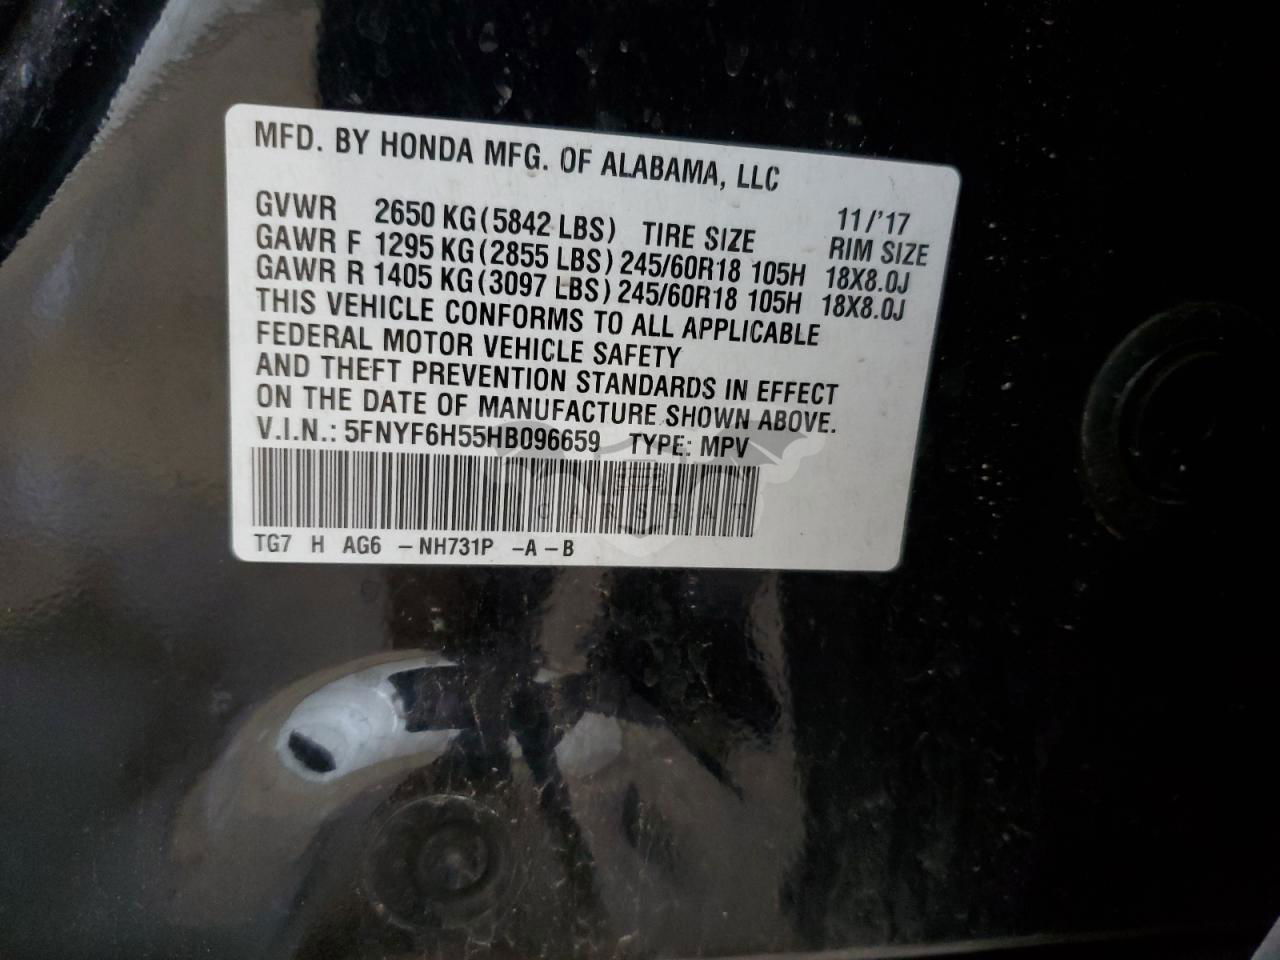 MFD. BY HONDA MFG. OF ALABAMA, LLC
11/'17
GVWR 2650 KG(5842 LBS) TIRE SIZE RIM SIZE
GAWR F 1295 KG(2855 LBS) 245/60R18 105H 18X8.0J
GAWR R 1405 KG(3097 LBS) 245/60R18 105H 18X8.0J
THIS VEHICLE CONFORMS TO ALL APPLICABLE
FEDERAL MOTOR VEHICLE SAFETY
AND THEFT PREVENTION STANDARDS IN EFFECT
ON THE DATE OF MANUFACTURE SHOWN ABOVE.
V.I.N.: 5FNYF6H55HB096659 TYPE: MPV
CARSBAT
TG7 H AG6 -NH731P -A -B